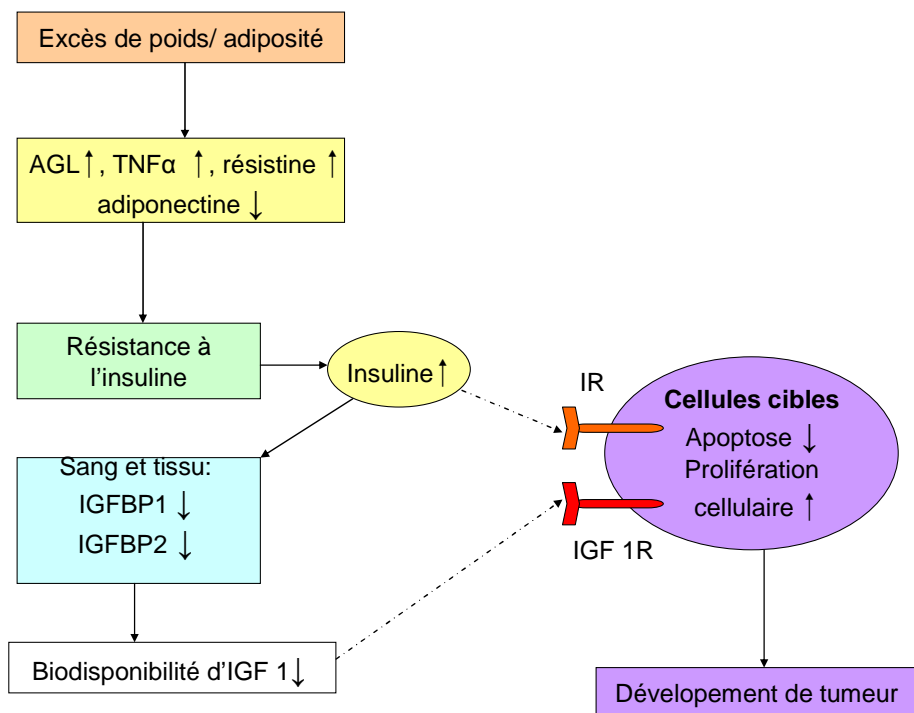 Excès de poids/ adiposité
AGL↑, TNFα ↑, résistine ↑
adiponectine ↓
Résistance à
l'insuline
Insuline↑
Sang et tissu:
IGFBP1 ↓
IGFBP2 ↓
Biodisponibilité d'IGF 1↓
IR
IGF 1R
Cellules cibles
Apoptose ↓
Prolifération
cellulaire ↑
Dévelopement de tumeur